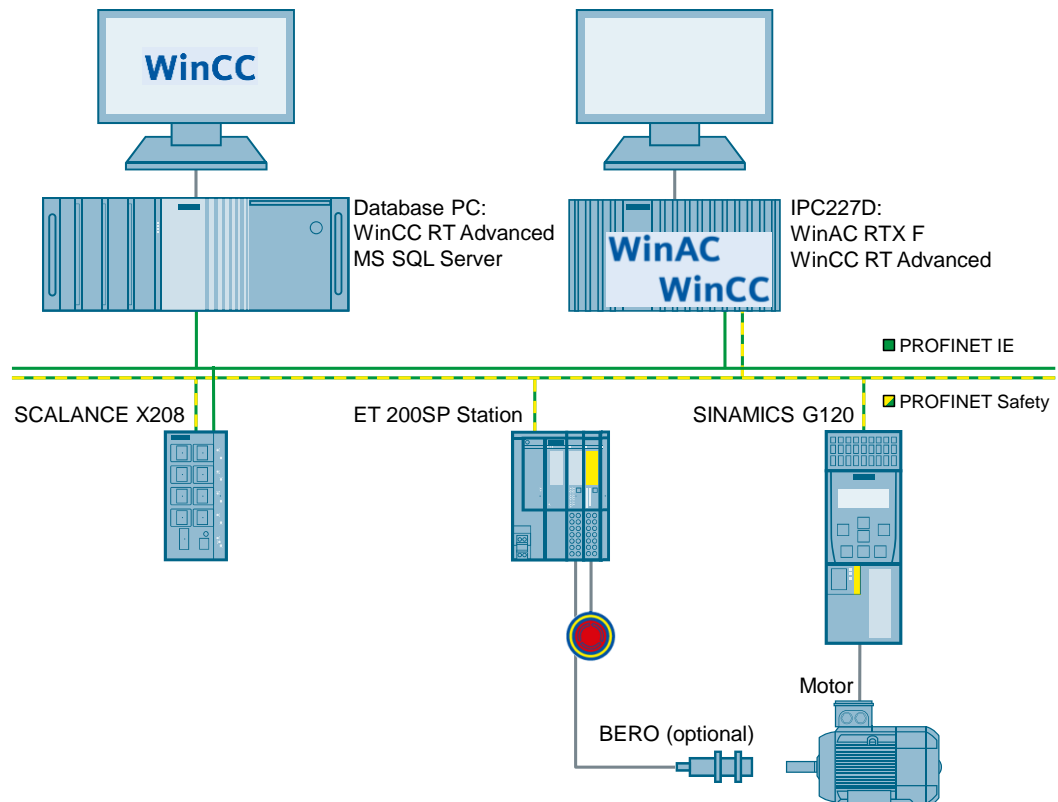 WinCC
Database PC:
WinCC RT Advanced
MS SQL Server
IPC227D:
WinAC RTX F
WinCC RT Advanced
WinAC
WinCC
PROFINET IE
PROFINET Safety
SCALANCE X208
ET 200SP Station
SINAMICS G120
Motor
BERO (optional)